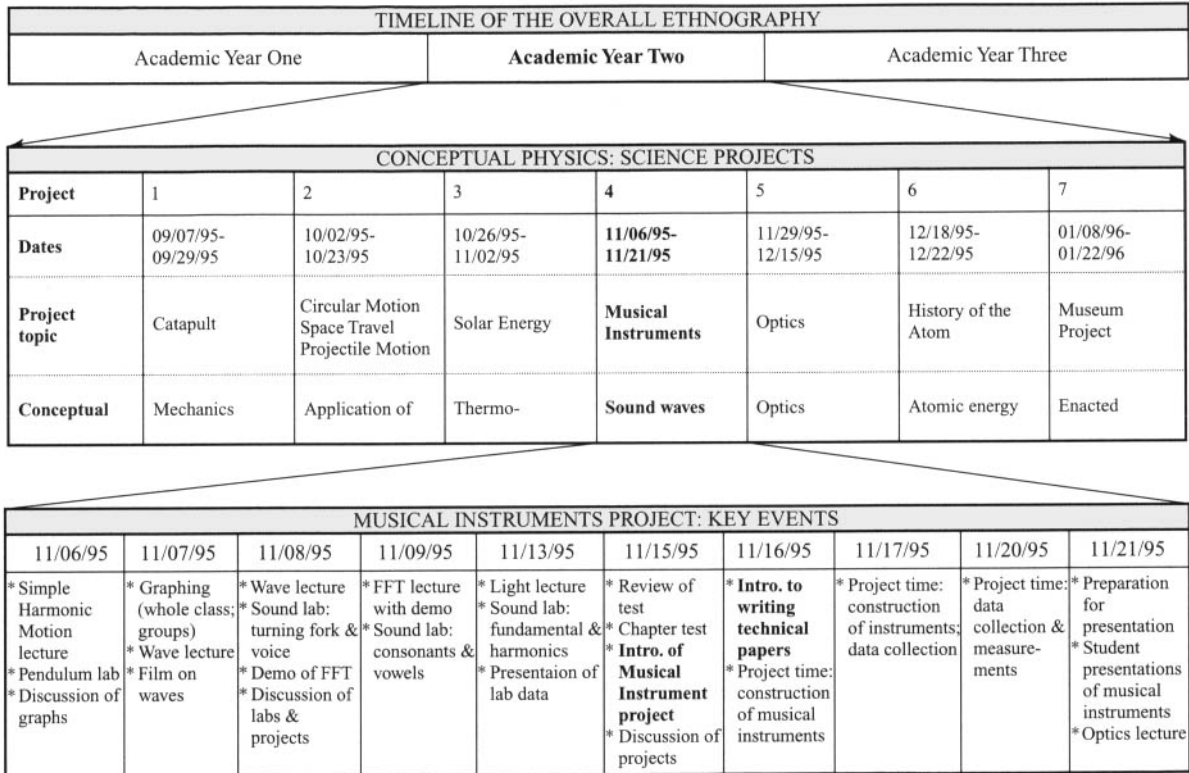 TIMELINE OF THE OVERALL ETHNOGRAPHY
Academic Year One
Academic Year Two
Academic Year Three
CONCEPTUAL PHYSICS: SCIENCE PROJECTS
Project
1
2
3
4
5
6
7
Dates
09/07/95-
09/29/95
10/02/95-
10/23/95
10/26/95-
11/02/95
11/06/95-
11/21/95
11/29/95-
12/15/95
12/18/95-
12/22/95
01/08/96-
01/22/96
Project
topic
Catapult
Circular Motion
Space Travel
Projectile Motion
Solar Energy
Musical
Instruments
Optics
History of the
Atom
Museum
Project
Conceptual
Mechanics
Application of
Thermo-
Sound waves
Optics
Atomic energy
Enacted
MUSICAL INSTRUMENTS PROJECT: KEY EVENTS
11/06/95
* Simple
Harmonic
Motion
lecture
* Pendulum lab
* Discussion of
graphs
11/07/95
* Graphing
(whole class;
groups)
* Wave lecture
* Film on
waves
11/08/95
* Wave lecture
* Sound lab:
turning fork &
voice
* Demo of FFT
* Discussion of
labs &
projects
11/09/95
* FFT lecture
with demo
* Sound lab:
consonants &
vowels
11/13/95
* Light lecture
* Sound lab:
fundamental &
harmonics
* Presentaion of
lab data
11/15/95
* Review of
test
* Chapter test
* Intro. of
Musical
Instrument
project
* Discussion of
projects
11/16/95
* Intro. to
writing
technical
papers
* Project time:
construction
of musical
instruments
11/17/95
* Project time:
construction
of instruments;
data collection
11/20/95
* Project time:
data
collection &
measure-
ments
11/21/95
* Preparation
for
presentation
* Student
presentations
of musical
instruments
* Optics lecture